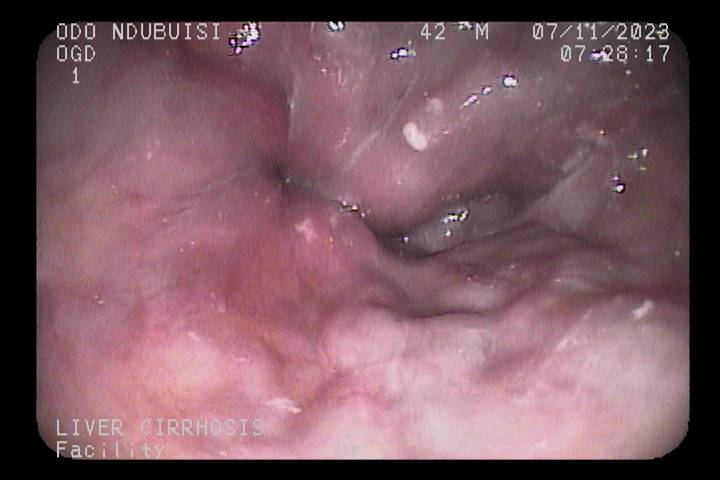 ODO NDUBUISI 42 M 07/11/2023
OGD 07:28:17
1
LIVER CIRRHOSIS
Facility